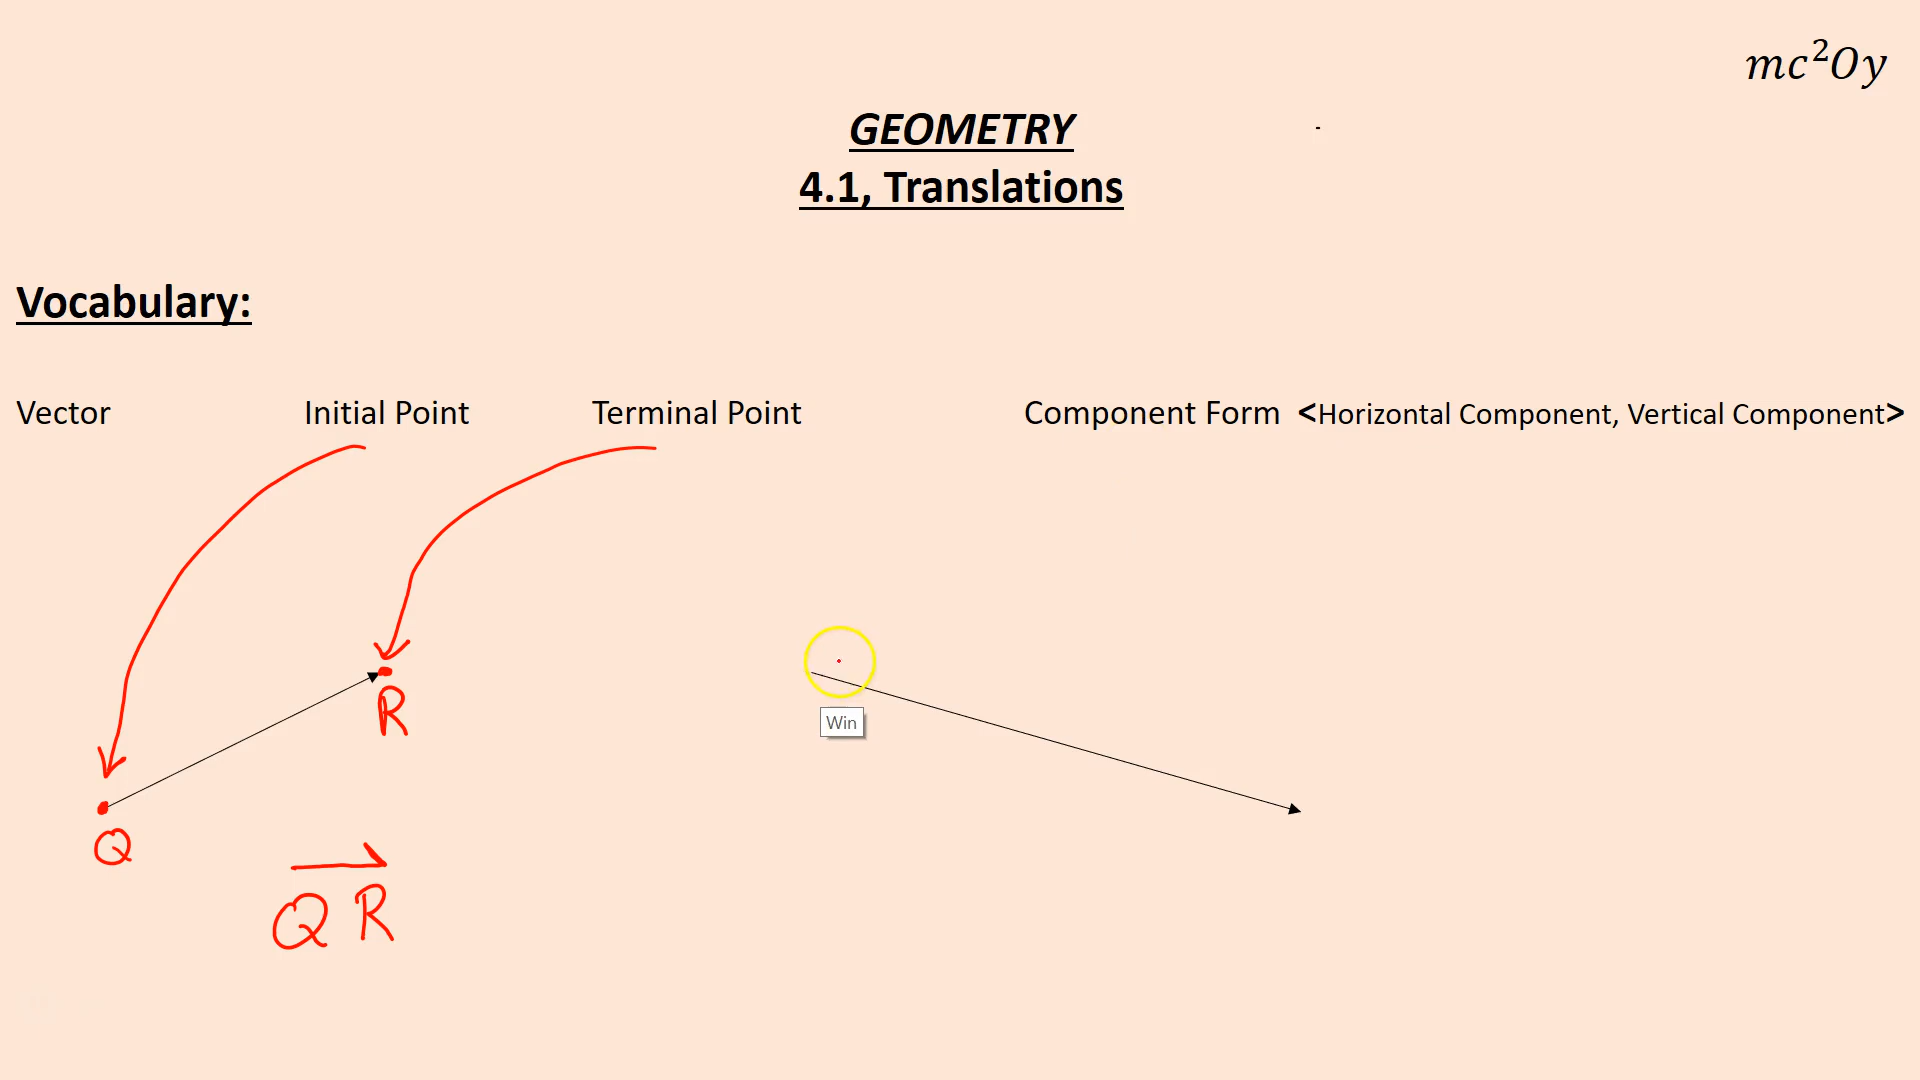 mc²Oy
GEOMETRY
4.1, Translations
Vocabulary:
Vector Initial Point Terminal Point Component Form <Horizontal Component, Vertical Component>
R
Win
Q
QR